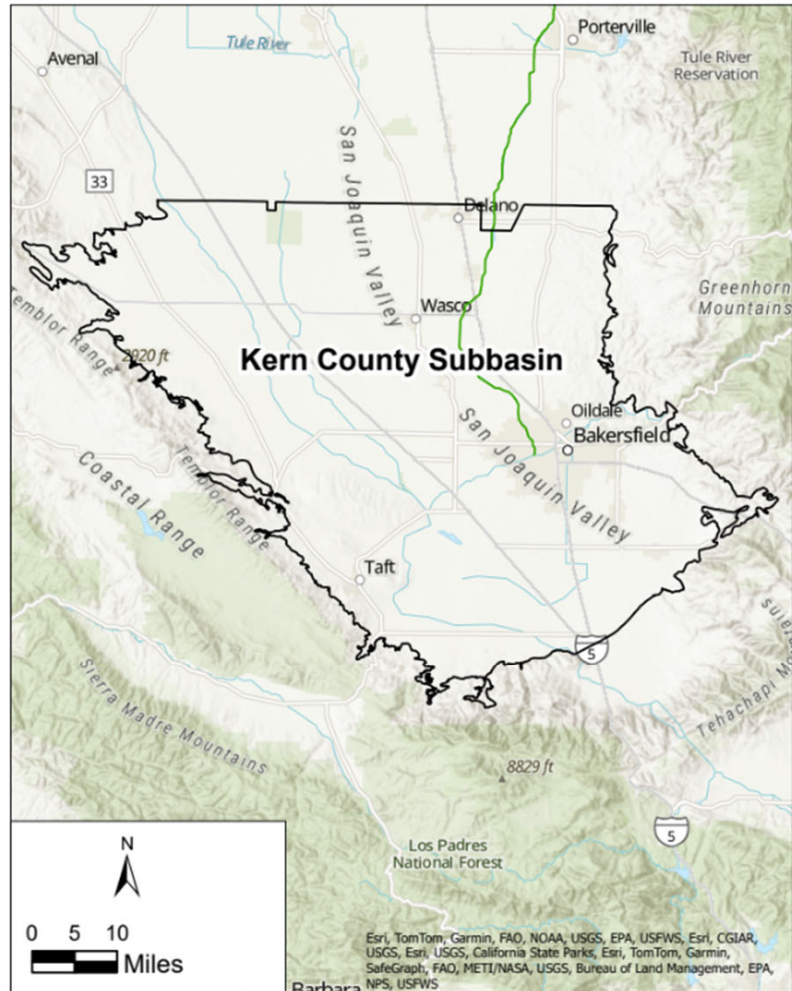 Porterville
Avenal
Tule River
Tule River
Reservation
33
San Joaquin Valley
Delano
Greenhorn
Mountains
Wasco
Temblor Range
2920 ft
Kern County Subbasin
Oildale
Bakersfield
San Joaquin Valley
Coastal Range
Temblor Range
Taft
5
Tehachapi Mo
Sierra Madre Mountains
8829 ft
5
Los Padres
National Forest
N
0 5 10
Miles
Esri, TomTom, Garmin, FAO, NOAA, USGS, EPA, USFWS, Esri, CGIAR,
USGS, Esri, USGS, California State Parks, Esri, TomTom, Garmin,
SafeGraph, FAO, METI/NASA, USGS, Bureau of Land Management, EPA,
NPS, USFWS
Barbara